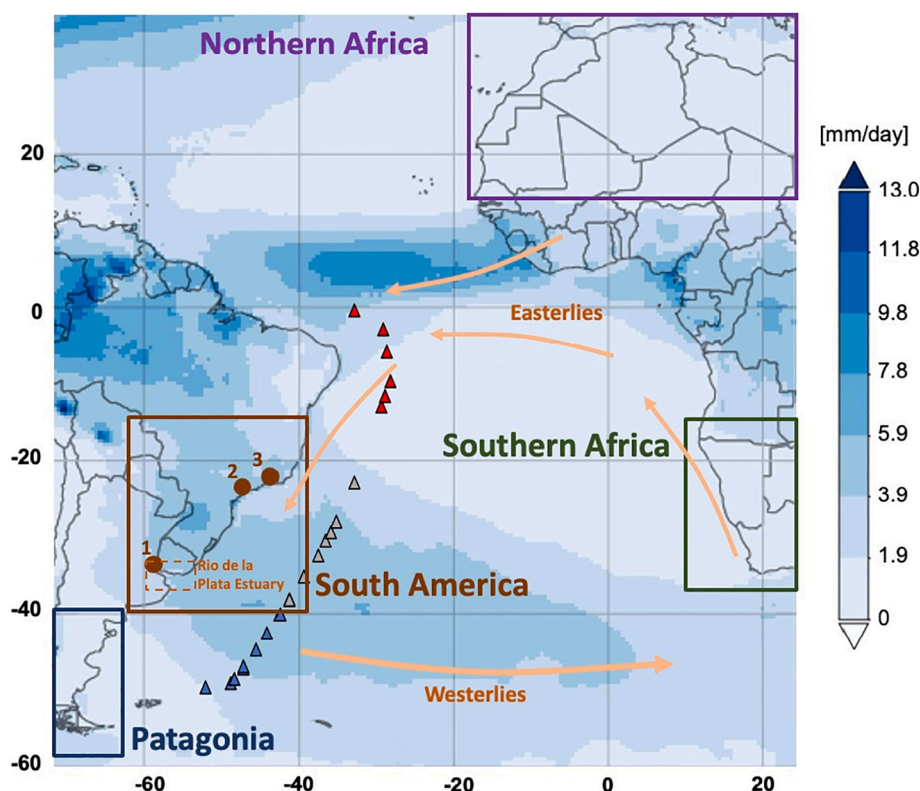 Northern Africa
[mm/day]
20
13.0
11.8
0
Easterlies
9.8
7.8
Southern Africa
5.9
-20
2
3
3.9
1
Rio de la
Plata Estuary
South America
1.9
-40
0
Westerlies
Patagonia
-60
-60
-40
-20
0
20